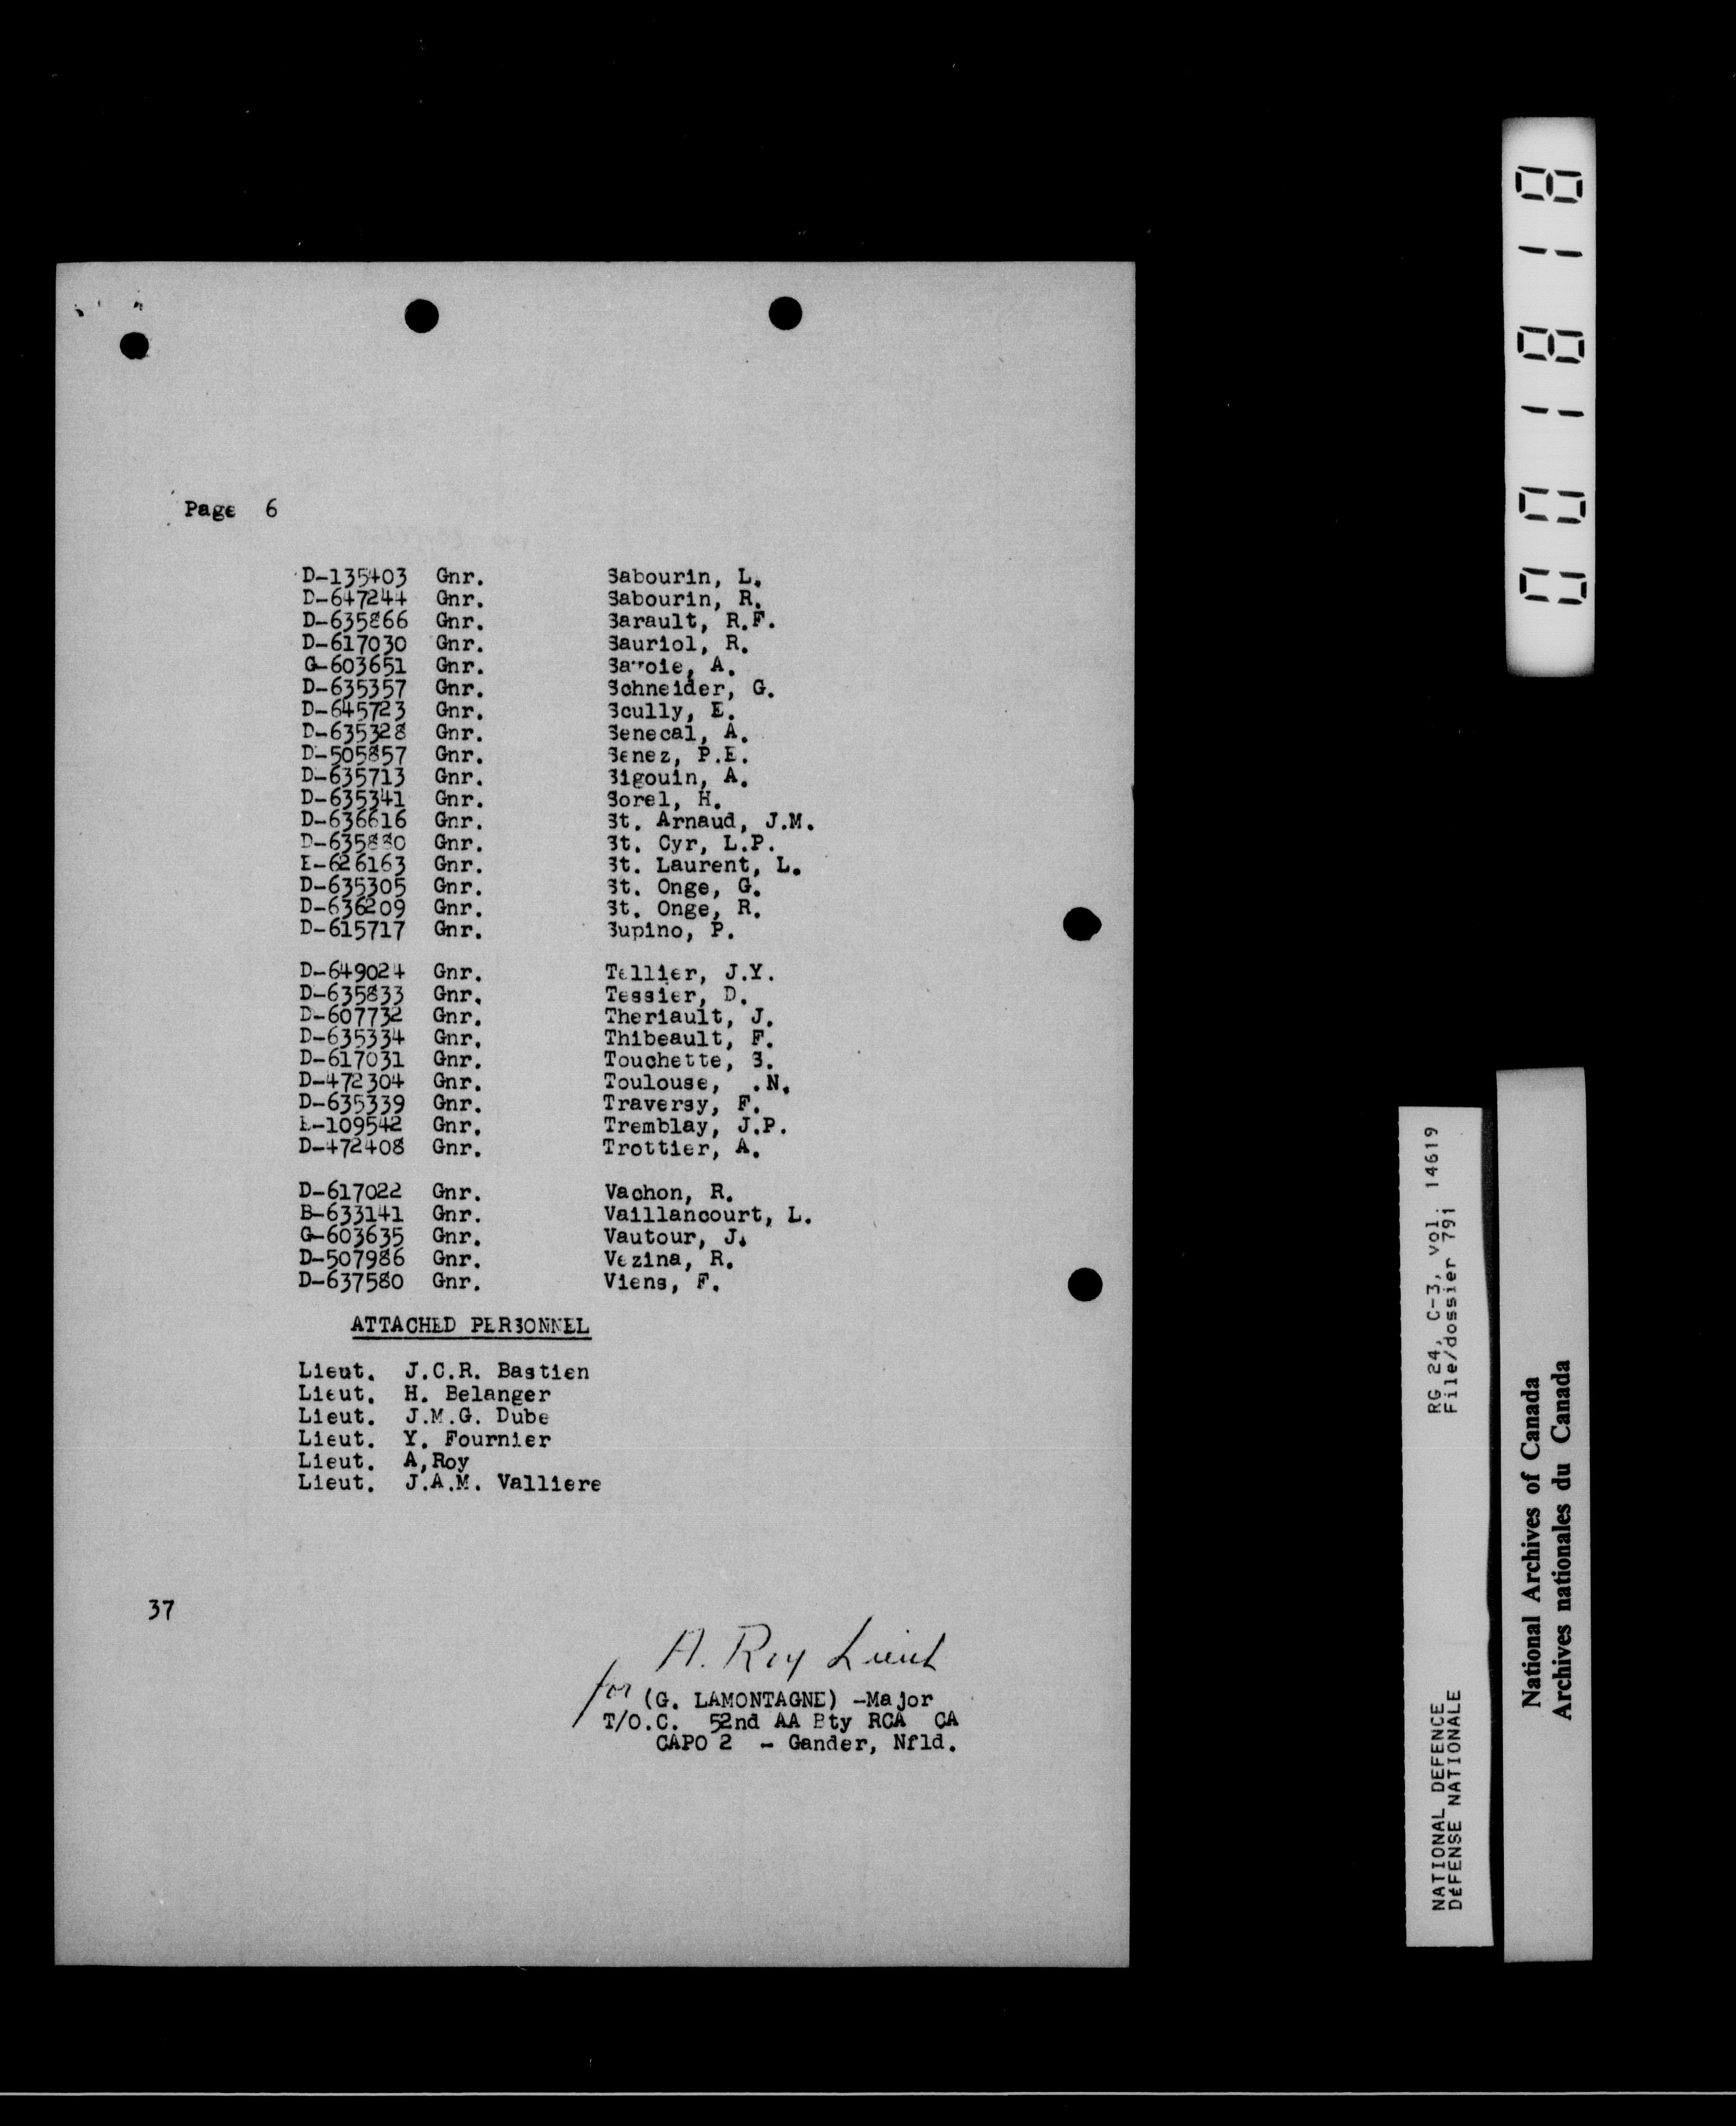 Page 6
D-135403 Gnr. Sabourin, L.
D-647244 Gnr. Sabourin, R.
D-635866 Gnr. Sarault, R.F.
D-617030 Gnr. Sauriol, R.
G-603651 Gnr. Savoie, A.
D-635357 Gnr. Schneider, G.
D-645723 Gnr. Scully, E.
D-635328 Gnr. Senecal, A.
D-505857 Gnr. Senez, P.E.
D-635713 Gnr. Sigouin, A.
D-635341 Gnr. Sorel, H.
D-636616 Gnr. St. Arnaud, J.M.
D-635880 Gnr. St. Cyr, L.P.
E-626163 Gnr. St. Laurent, L.
D-635305 Gnr. St. Onge, G.
D-636209 Gnr. St. Onge, R.
D-615717 Gnr. Supino, P.
D-649024 Gnr. Tellier, J.Y.
D-635833 Gnr. Tessier, D.
D-607732 Gnr. Theriault, J.
D-635334 Gnr. Thibeault, F.
D-617031 Gnr. Touchette, S.
D-472304 Gnr. Toulouse, .N.
D-635339 Gnr. Traversy, F.
E-109542 Gnr. Tremblay, J.P.
D-472408 Gnr. Trottier, A.
D-617022 Gnr. Vachon, R.
B-633141 Gnr. Vaillancourt, L.
G-603635 Gnr. Vautour, J.
D-507986 Gnr. Vezina, R.
D-637580 Gnr. Viens, F.
ATTACHED PERSONNEL
Lieut. J.C.R. Bastien
Lieut. H. Belanger
Lieut. J.M.G. Dube
Lieut. Y. Fournier
Lieut. A,Roy
Lieut. J.A.M. Valliere
37
A. Roy Lieut
for (G. LAMONTAGNE) -Major
T/O.C. 52nd AA Bty RCA CA
CAPO 2 - Gander, Nfld.
001818
RG 24, C-3, vol. 14619
File/dossier 791
NATIONAL DEFENCE
DÉFENSE NATIONALE
National Archives of Canada
Archives nationales du Canada